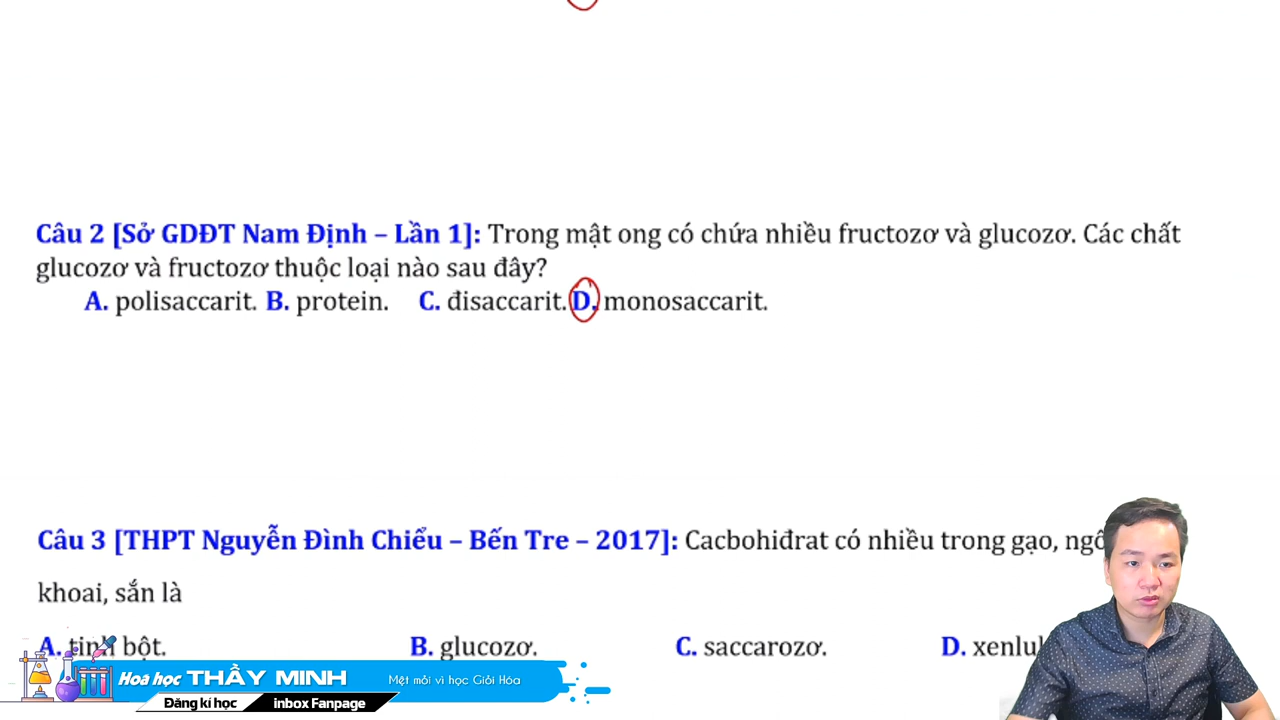 Câu 2 [Sở GDĐT Nam Định – Lần 1]: Trong mật ong có chứa nhiều fructozơ và glucozơ. Các chất
glucozơ và fructozơ thuộc loại nào sau đây?
A. polisaccarit. B. protein. C. đisaccarit. D. monosaccarit.
Câu 3 [THPT Nguyễn Đình Chiểu – Bến Tre – 2017]: Cacbohiđrat có nhiều trong gạo, ngô
khoai, sắn là
A. tinh bột. B. glucozơ. C. saccarozơ. D.
Hoá học THẦY MINH Mệt mỏi vì học Giỏi Hóa
Đăng kí học inbox Fanpage